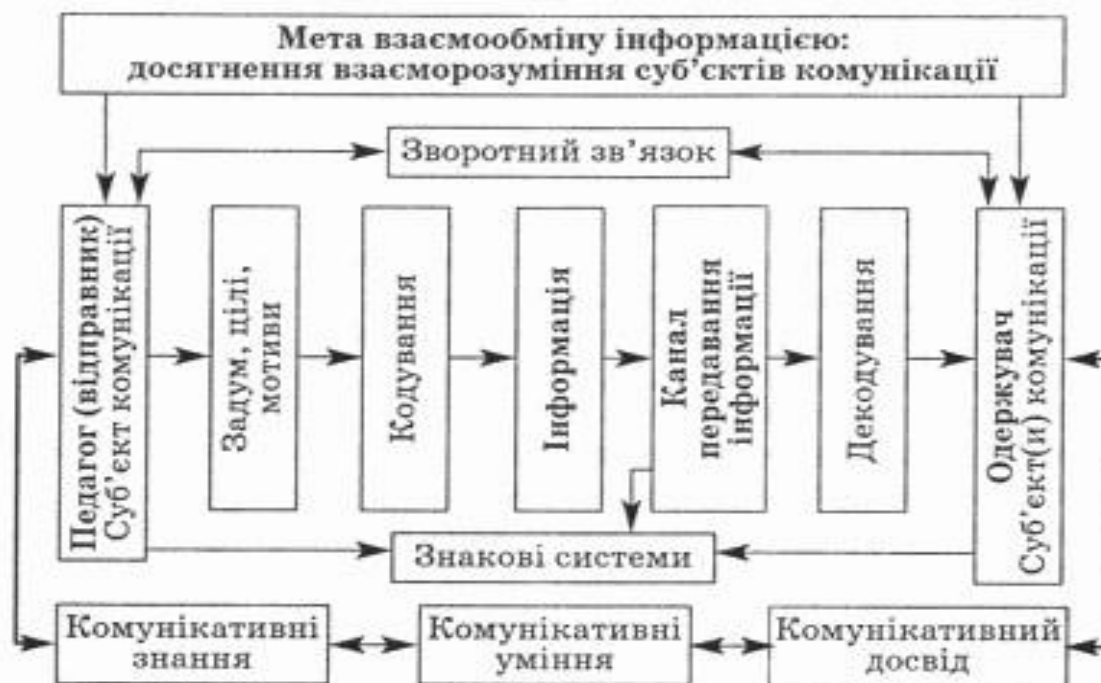 Мета взаємообміну інформацією:
досягнення взаєморозуміння суб’єктів комунікації
Зворотний зв’язок
Педагог (відправник)
Суб’єкт комунікації
Задум, цілі,
мотиви
Кодування
Інформація
Канал
передавання
інформації
Декодування
Одержувач
Суб’єкт(и) комунікації
Знакові системи
Комунікативні
знання
Комунікативні
уміння
Комунікативний
досвід